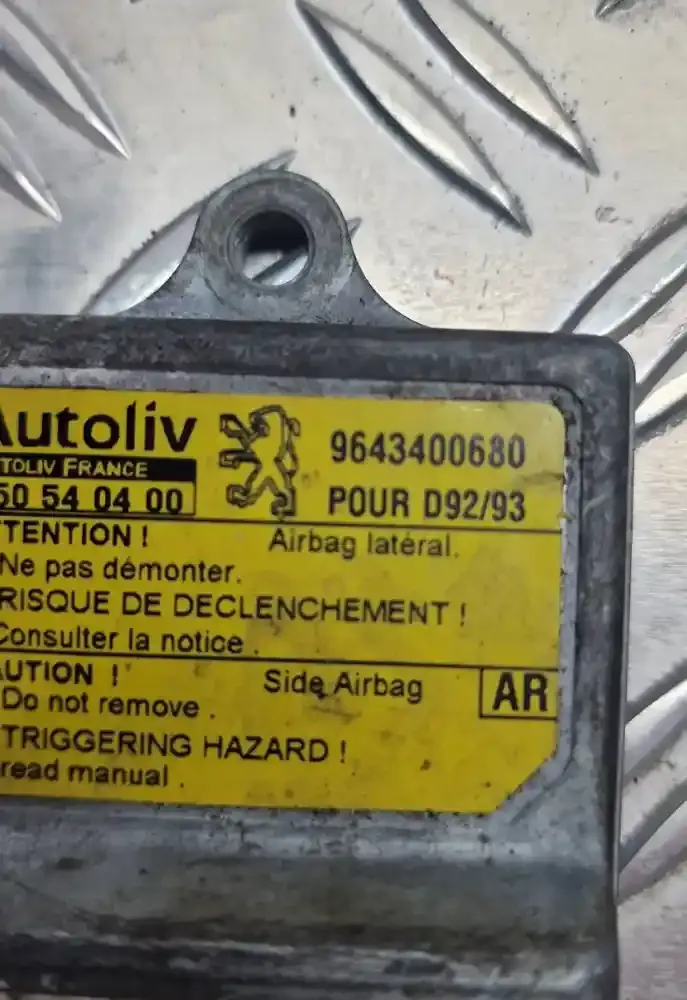 Autoliv
TOLIV FRANCE
50 54 04 00
9643400680
POUR D92/93
TTENTION !
Airbag latéral.
Ne pas démonter.
RISQUE DE DECLENCHEMENT !
Consulter la notice .
AUTION !
Side Airbag
AR
Do not remove .
TRIGGERING HAZARD !
read manual .